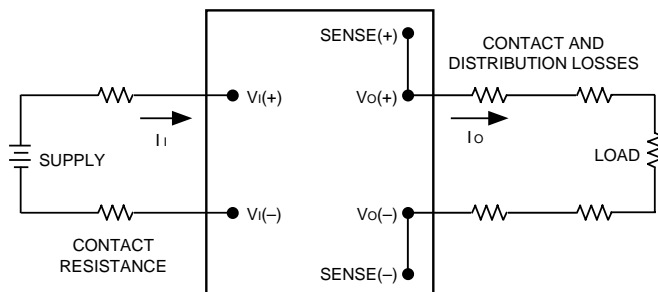 SENSE(+)
CONTACT AND
DISTRIBUTION LOSSES
VI(+)
VO(+)
II
IO
SUPPLY
LOAD
VI(–)
VO(–)
CONTACT
RESISTANCE
SENSE(–)